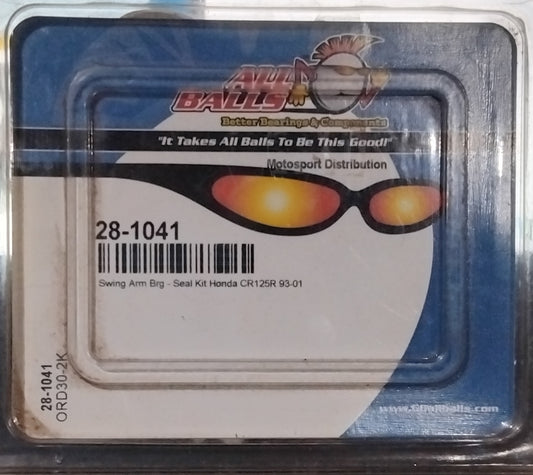 ALL
BALLS
Better Bearings & Components
"It Takes All Balls To Be This Good!"
Motosport Distribution
28-1041
Swing Arm Brg - Seal Kit Honda CR125R 93-01
28-1041
ORD30-2K